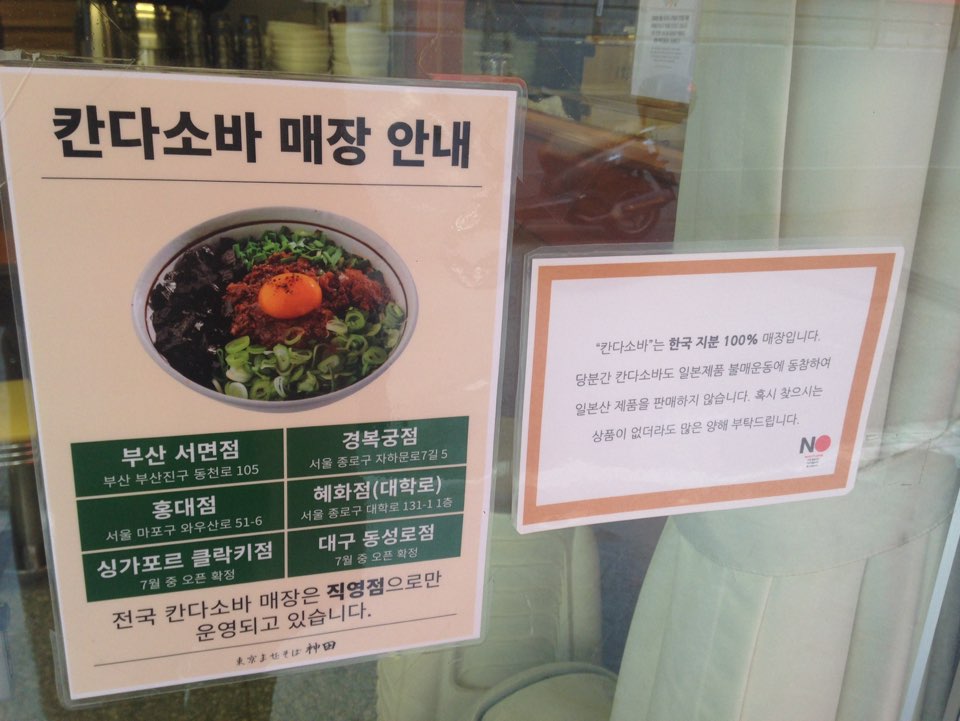 칸다소바 매장 안내
부산 서면점
부산 부산진구 동천로 105
경복궁점
서울 종로구 자하문로7길 5
홍대점
서울 마포구 와우산로 51-6
혜화점(대학로)
서울 종로구 대학로 131-1 1층
싱가포르 클락키점
7월 중 오픈 확정
대구 동성로점
7월 중 오픈 확정
전국 칸다소바 매장은 직영점으로만
운영되고 있습니다.
東京まぜそば 神田
“칸다소바”는 한국 지분 100% 매장입니다.
당분간 칸다소바도 일본제품 불매운동에 동참하여
일본산 제품을 판매하지 않습니다. 혹시 찾으시는
상품이 없더라도 많은 양해 부탁드립니다.
NO